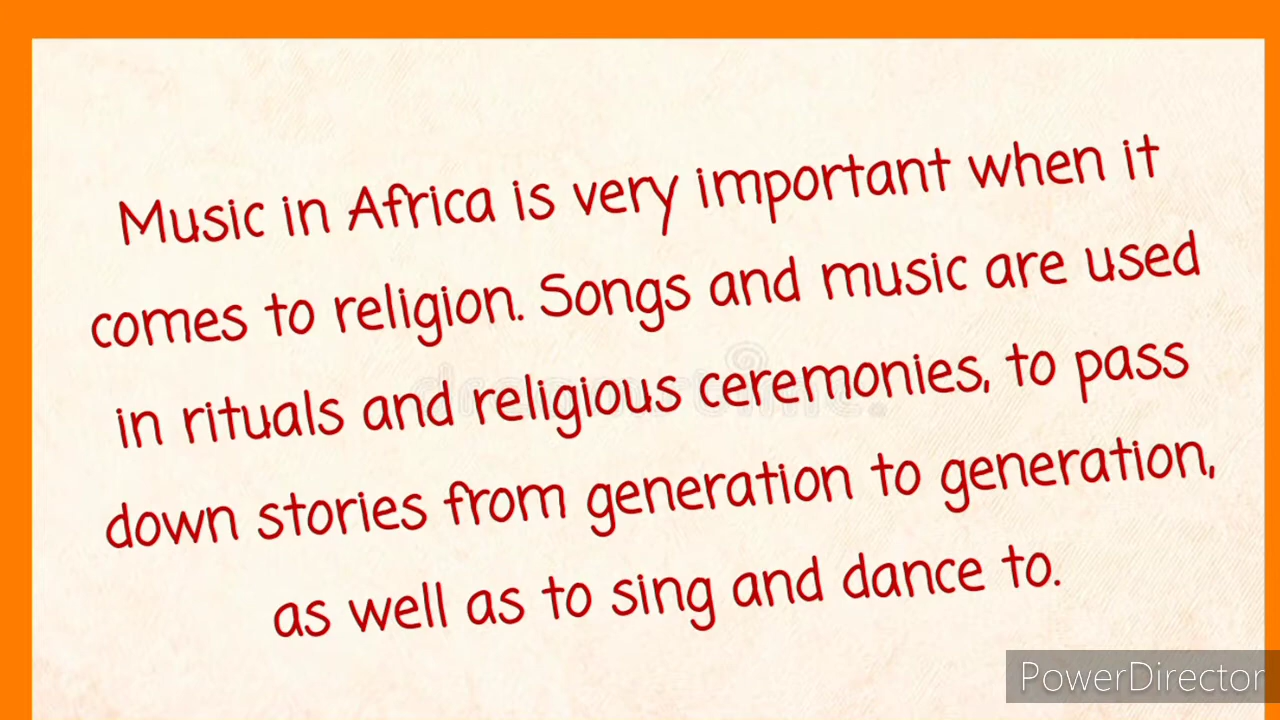 Music in Africa is very important when it
comes to religion. Songs and music are used
in rituals and religious ceremonies, to pass
down stories from generation to generation,
as well as to sing and dance to.
PowerDirector